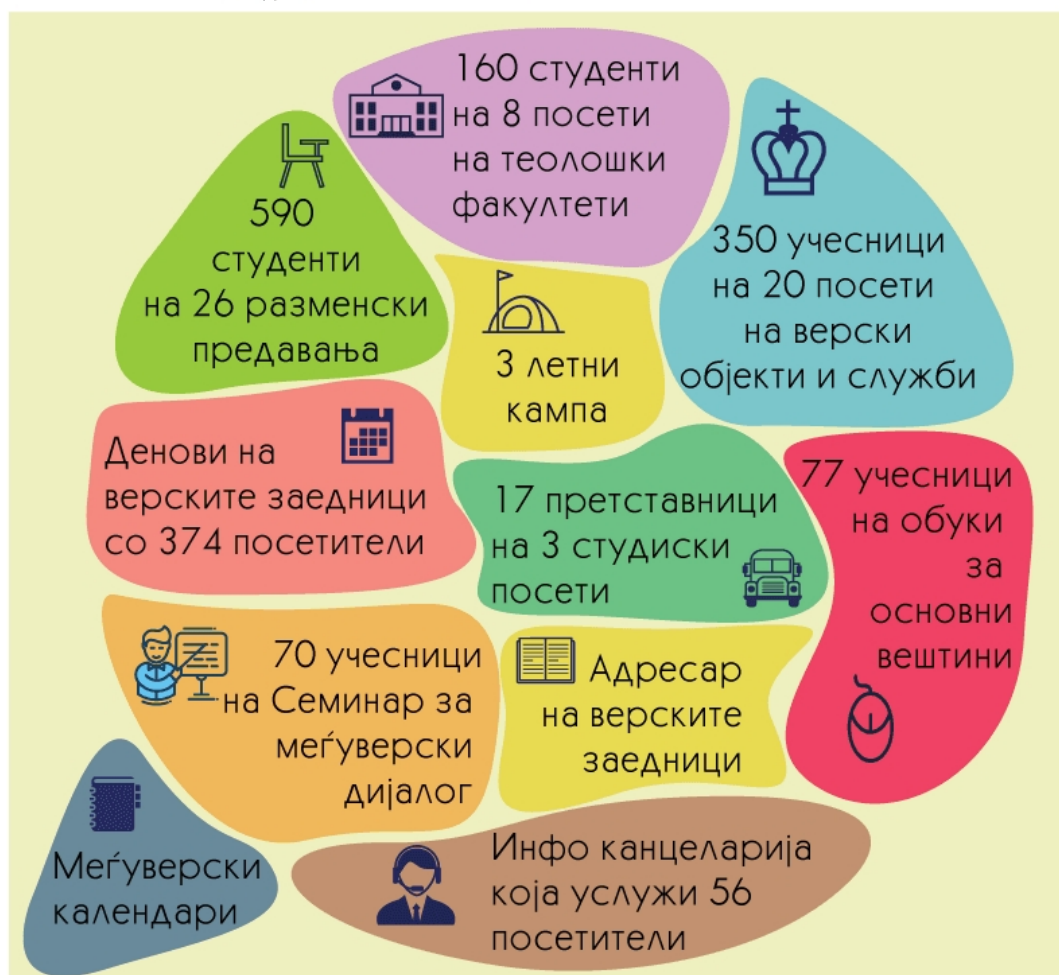 160 студенти
на 8 посети
на теолошки
факултети
590
студенти
на 26 разменски
предавања
350 учесници
на 20 посети
на верски
објекти и служби
3 летни
кампа
Денови на
верските заедници
со 374 посетители
17 претставници
на 3 студиски
посети
77 учесници
на обуки
за
основни
вештини
70 учесници
на Семинар за
меѓуверски
дијалог
Адресар
на верските
заедници
Меѓуверски
календари
Инфо канцеларија
која услужи 56
посетители